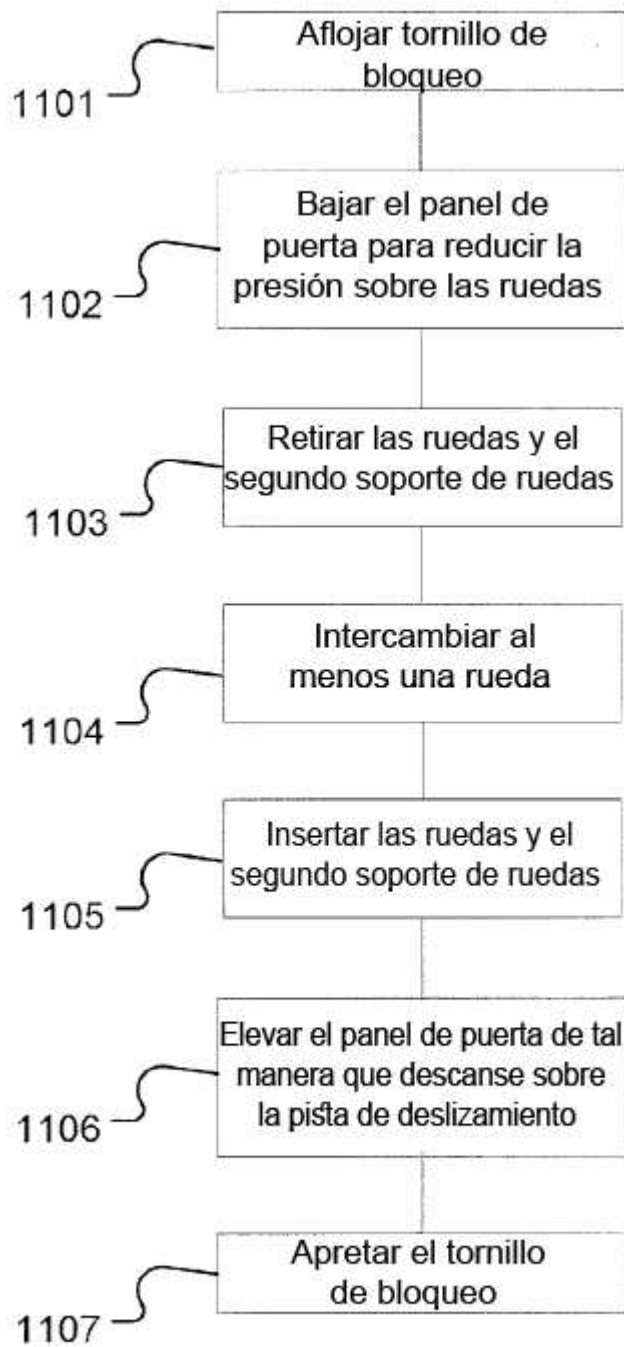 Aflojar tornillo de
bloqueo
1101
Bajar el panel de
puerta para reducir la
presión sobre las ruedas
1102
Retirar las ruedas y el
segundo soporte de ruedas
1103
Intercambiar al
menos una rueda
1104
Insertar las ruedas y el
segundo soporte de ruedas
1105
Elevar el panel de puerta de tal
manera que descanse sobre
la pista de deslizamiento
1106
Apretar el tornillo
de bloqueo
1107